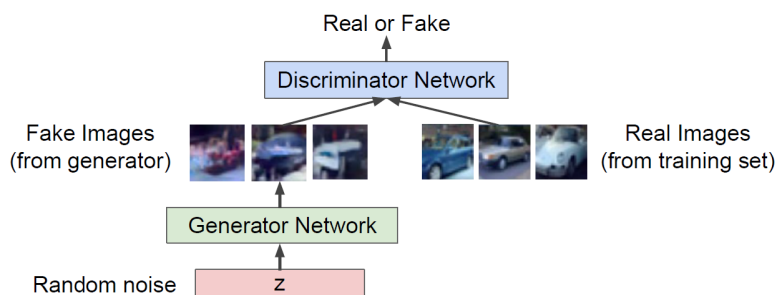 Real or Fake
Discriminator Network
Fake Images
(from generator)
Real Images
(from training set)
Generator Network
Random noise
z